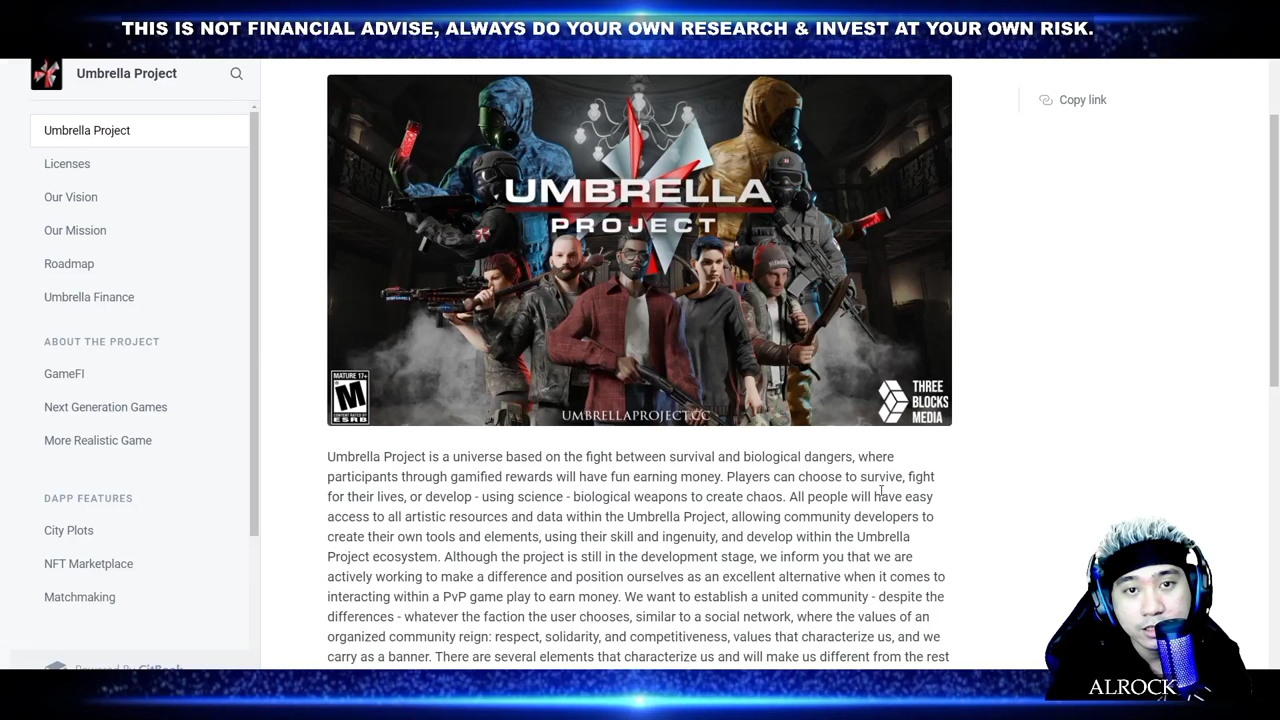 THIS IS NOT FINANCIAL ADVISE, ALWAYS DO YOUR OWN RESEARCH & INVEST AT YOUR OWN RISK.
Umbrella Project
Copy link
Umbrella Project
Licenses
Our Vision
Our Mission
Roadmap
Umbrella Finance
ABOUT THE PROJECT
GameFI
Next Generation Games
More Realistic Game
DAPP FEATURES
City Plots
NFT Marketplace
Matchmaking
Powered By GitBook
UMBRELLA
PROJECT
MATURE 17+
M
CONTENT RATED BY
ESRB
UMBRELLAPROJECT.CC
THREE
BLOCKS
MEDIA
Umbrella Project is a universe based on the fight between survival and biological dangers, where
participants through gamified rewards will have fun earning money. Players can choose to survive, fight
for their lives, or develop - using science - biological weapons to create chaos. All people will have easy
access to all artistic resources and data within the Umbrella Project, allowing community developers to
create their own tools and elements, using their skill and ingenuity, and develop within the Umbrella
Project ecosystem. Although the project is still in the development stage, we inform you that we are
actively working to make a difference and position ourselves as an excellent alternative when it comes to
interacting within a PvP game play to earn money. We want to establish a united community - despite the
differences - whatever the faction the user chooses, similar to a social network, where the values of an
organized community reign: respect, solidarity, and competitiveness, values that characterize us, and we
carry as a banner. There are several elements that characterize us and will make us different from the rest
ALROCK